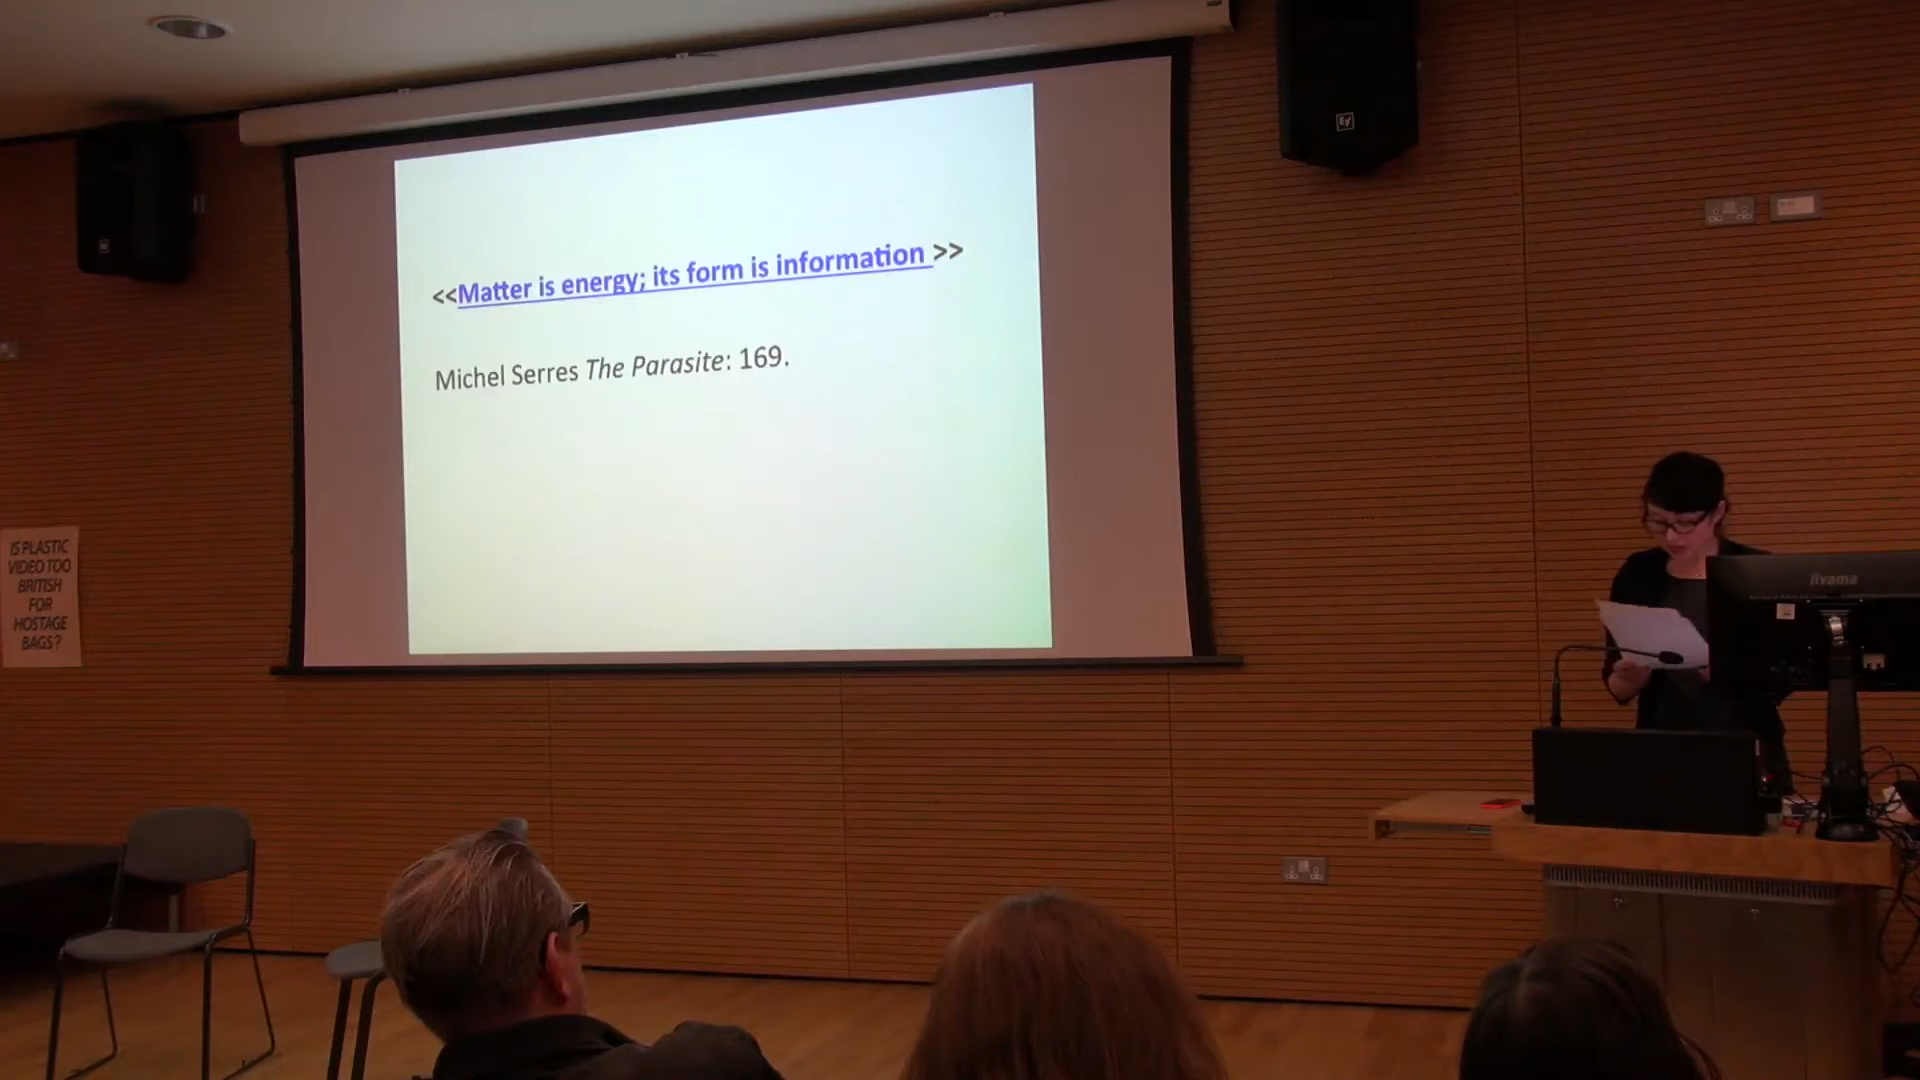 <<Matter is energy; its form is information >>
Michel Serres The Parasite: 169.
IS PLASTIC
VIDEO TOO
BRITISH
FOR
HOSTAGE
BAGS?
EV
iiyama